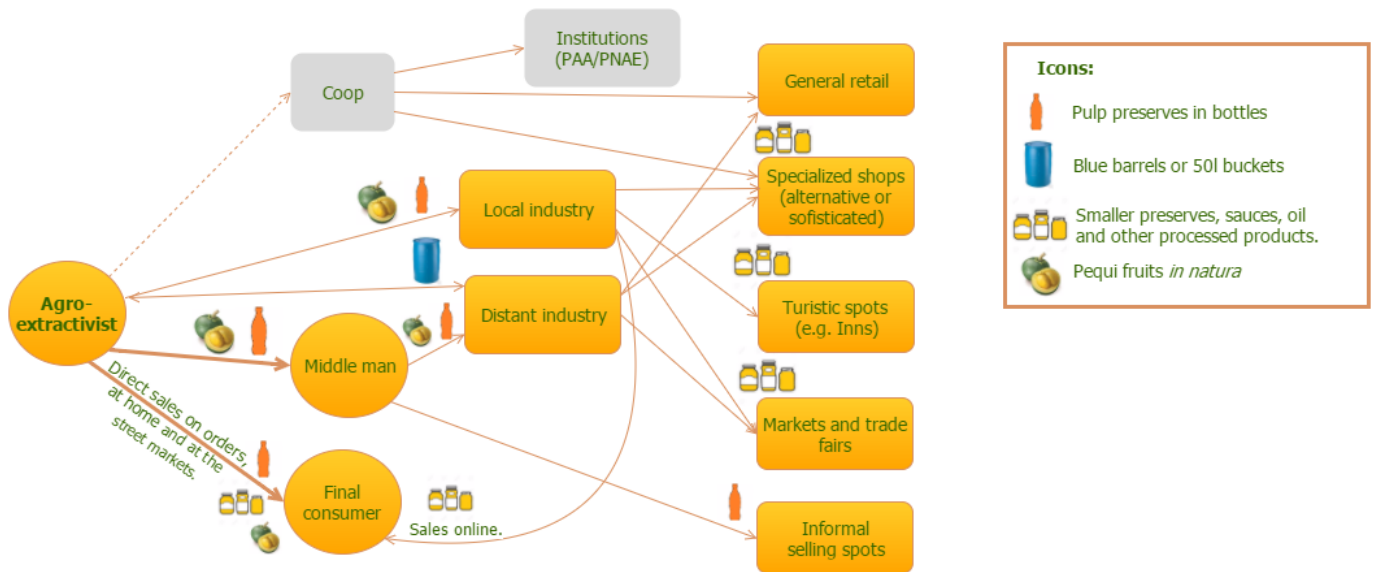 Institutions
(PAA/PNAE)
Coop
General retail
Specialized shops
(alternative or
sofisticated)
Local industry
Agro-
extractivist
Distant industry
Turistic spots
(e.g. Inns)
Middle man
Direct sales on orders,
at home and at the
street markets.
Markets and trade
fairs
Final
consumer
Sales online.
Informal
selling spots
Icons:
Pulp preserves in bottles
Blue barrels or 50l buckets
Smaller preserves, sauces, oil
and other processed products.
Pequi fruits in natura